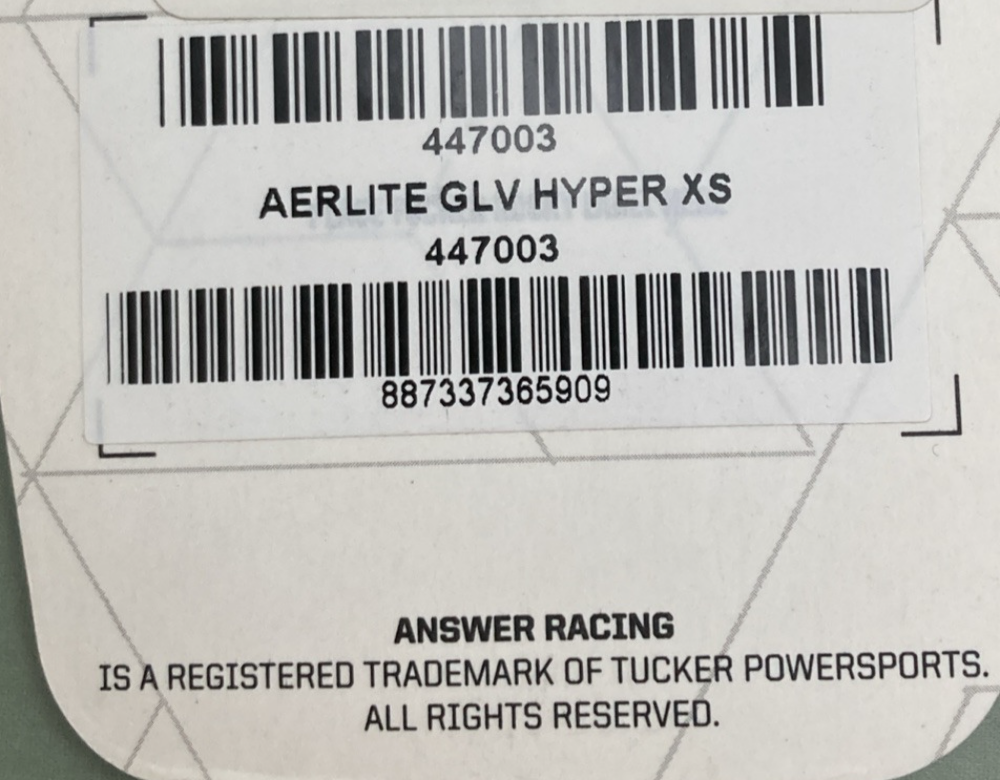 447003
AERLITE GLV HYPER XS
447003
887337365909
ANSWER RACING
IS A REGISTERED TRADEMARK OF TUCKER POWERSPORTS.
ALL RIGHTS RESERVED.